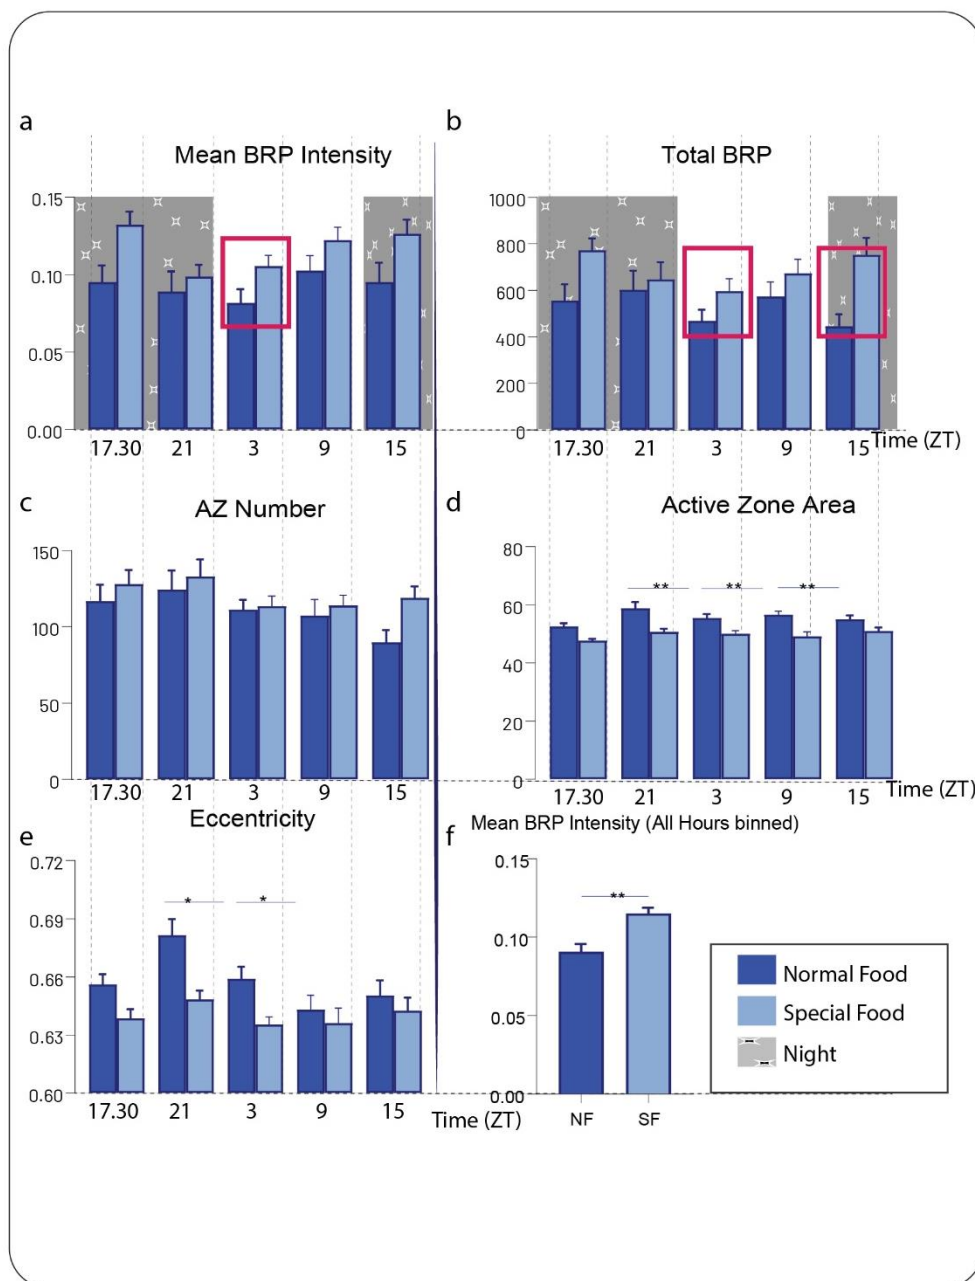 a
Mean BRP Intensity
0.15
0.10
0.05
0.00
17.30 21 3 9 15
b
Total BRP
1000
800
600
400
200
0
17.30 21 3 9 15
Time (ZT)
c
AZ Number
150
100
50
0
17.30 21 3 9 15
d
Active Zone Area
80
60
40
20
0
** ** **
17.30 21 3 9 15
Time (ZT)
e
Eccentricity
0.72
0.69
0.66
0.63
0.60
* *
17.30 21 3 9 15
Time (ZT)
f
Mean BRP Intensity (All Hours binned)
0.15
0.10
0.05
0.00
**
NF SF
Normal Food
Special Food
Night